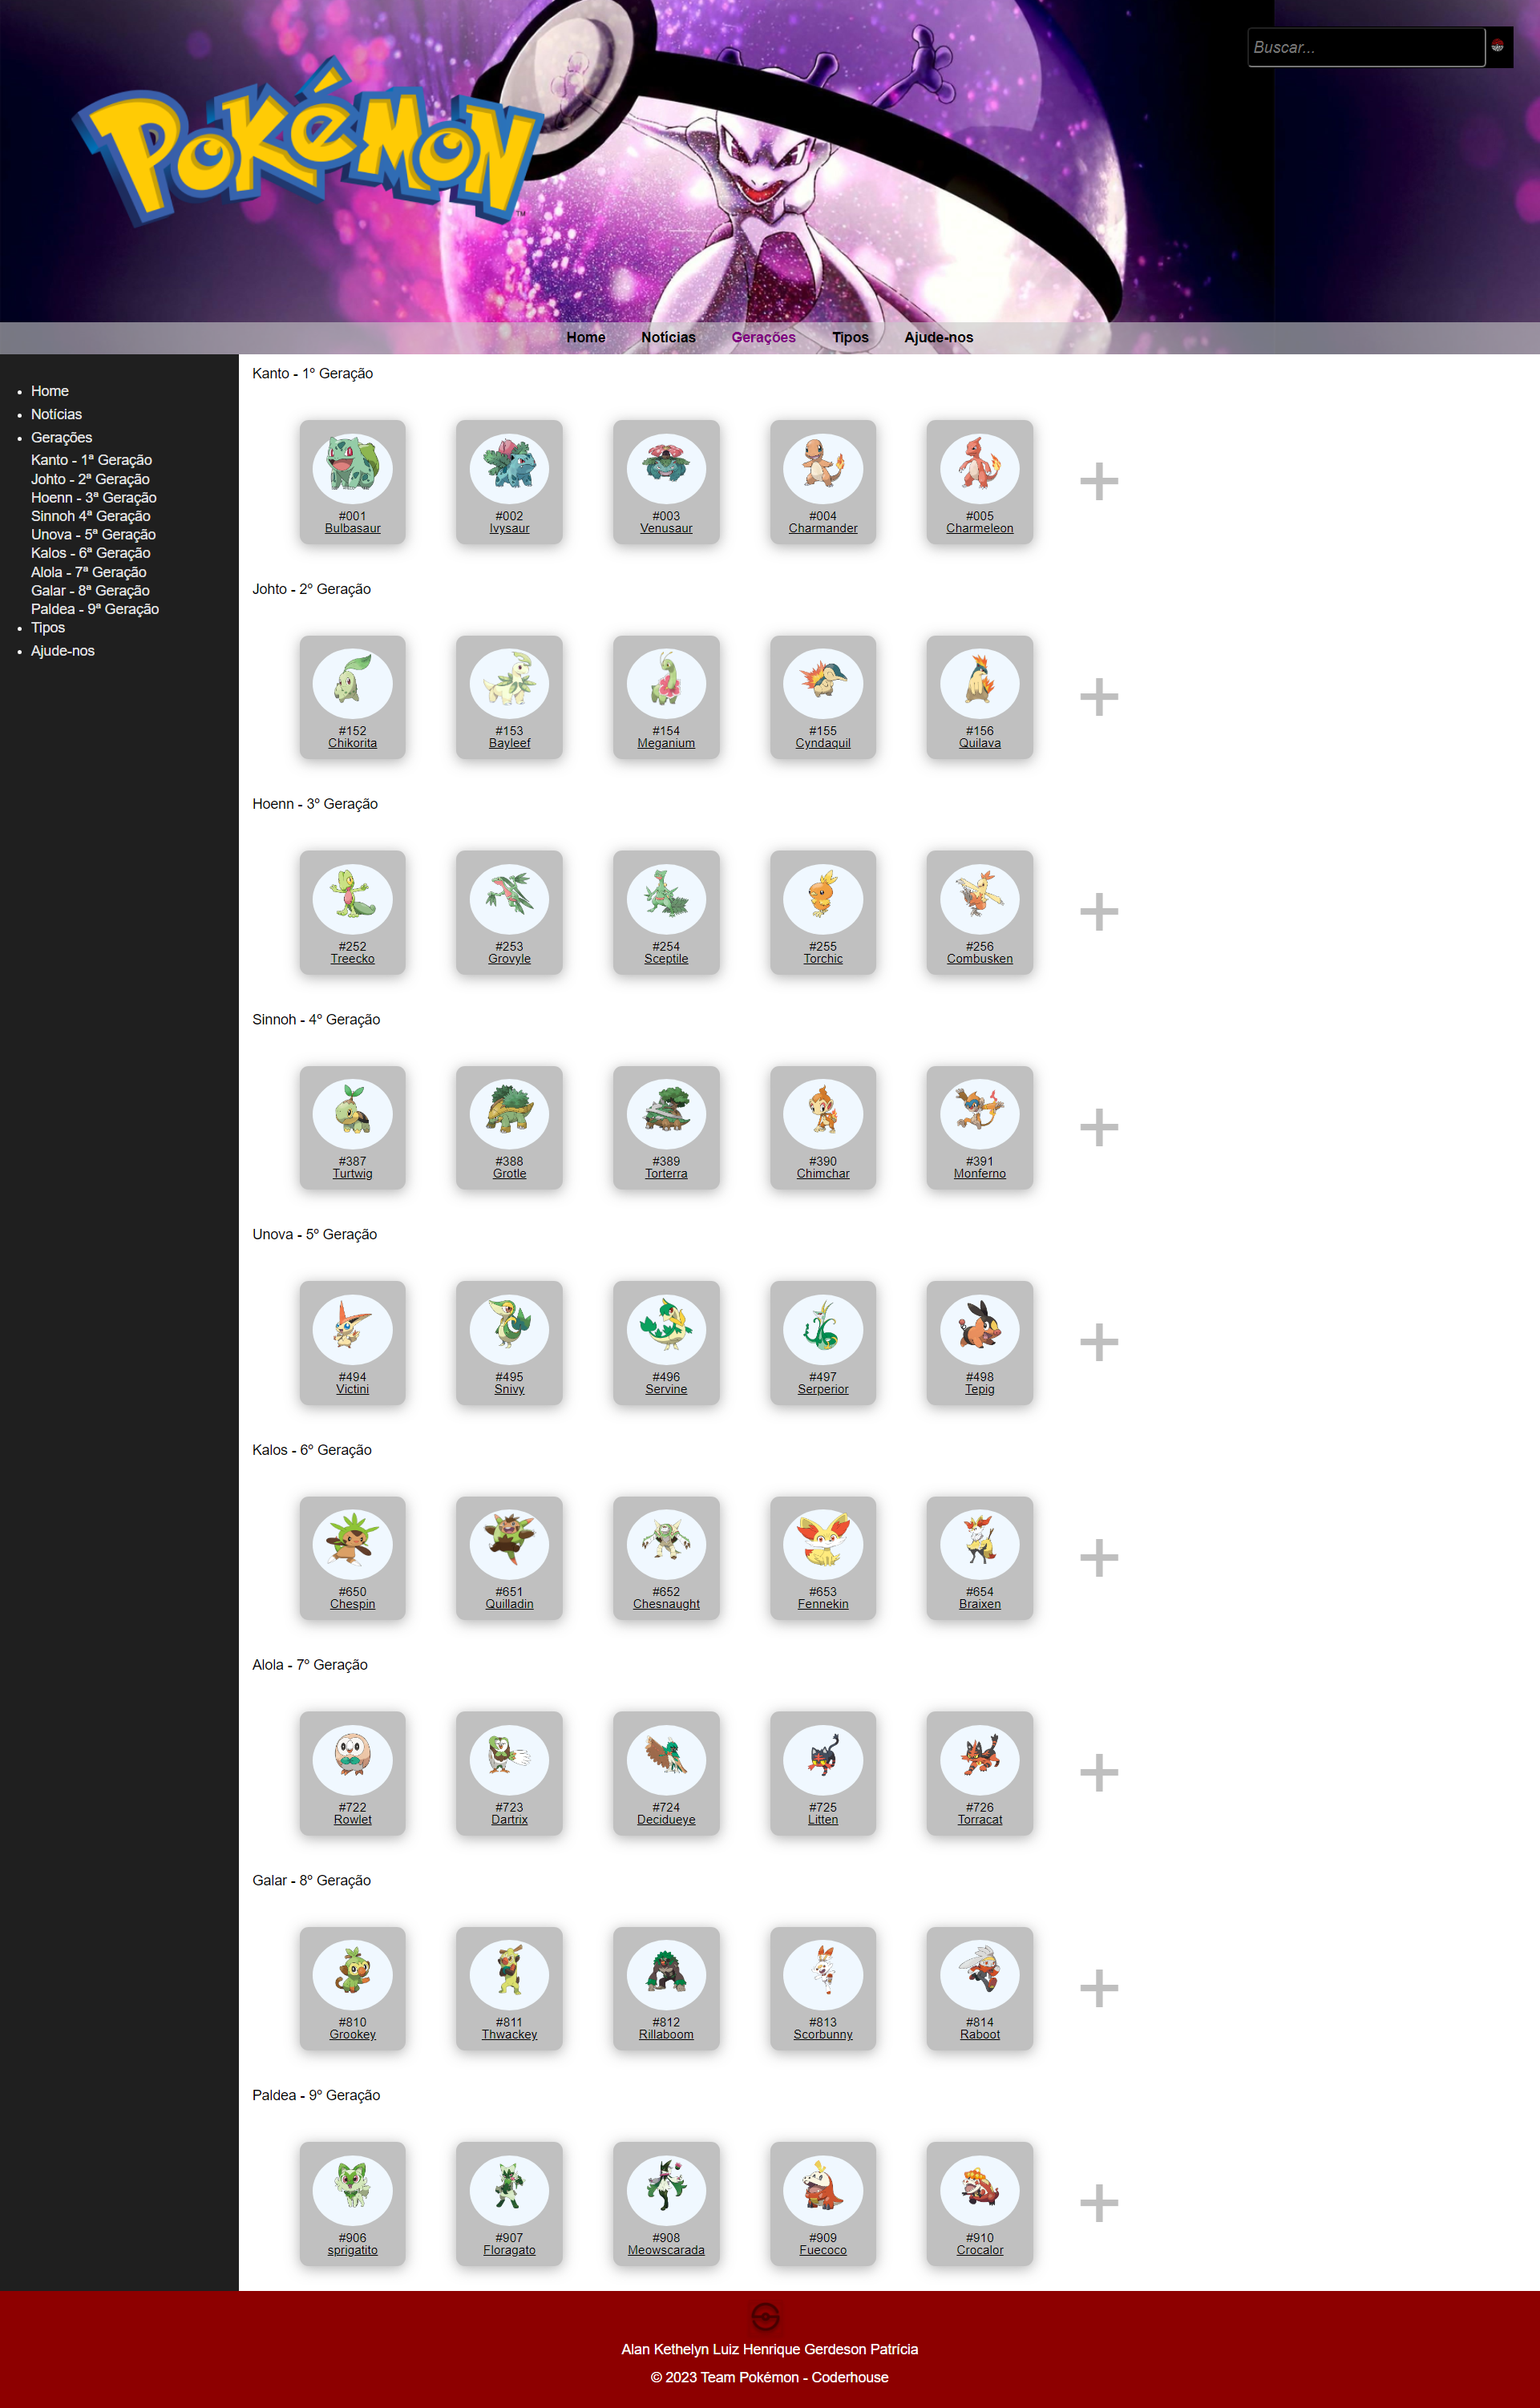 Buscar...
POKéMON
TM
Home Notícias Gerações Tipos Ajude-nos
Home
Notícias
Gerações
Kanto - 1ª Geração
Johto - 2ª Geração
Hoenn - 3ª Geração
Sinnoh 4ª Geração
Unova - 5ª Geração
Kalos - 6ª Geração
Alola - 7ª Geração
Galar - 8ª Geração
Paldea - 9ª Geração
Tipos
Ajude-nos
Kanto - 1º Geração
#001 #002 #003 #004 #005
Bulbasaur Ivysaur Venusaur Charmander Charmeleon
Johto - 2º Geração
#152 #153 #154 #155 #156
Chikorita Bayleef Meganium Cyndaquil Quilava
Hoenn - 3º Geração
#252 #253 #254 #255 #256
Treecko Grovyle Sceptile Torchic Combusken
Sinnoh - 4º Geração
#387 #388 #389 #390 #391
Turtwig Grotle Torterra Chimchar Monferno
Unova - 5º Geração
#494 #495 #496 #497 #498
Victini Snivy Servine Serperior Tepig
Kalos - 6º Geração
#650 #651 #652 #653 #654
Chespin Quilladin Chesnaught Fennekin Braixen
Alola - 7º Geração
#722 #723 #724 #725 #726
Rowlet Dartrix Decidueye Litten Torracat
Galar - 8º Geração
#810 #811 #812 #813 #814
Grookey Thwackey Rillaboom Scorbunny Raboot
Paldea - 9º Geração
#906 #907 #908 #909 #910
sprigatito Floragato Meowscarada Fuecoco Crocalor
Alan Kethelyn Luiz Henrique Gerdeson Patrícia
© 2023 Team Pokémon - Coderhouse